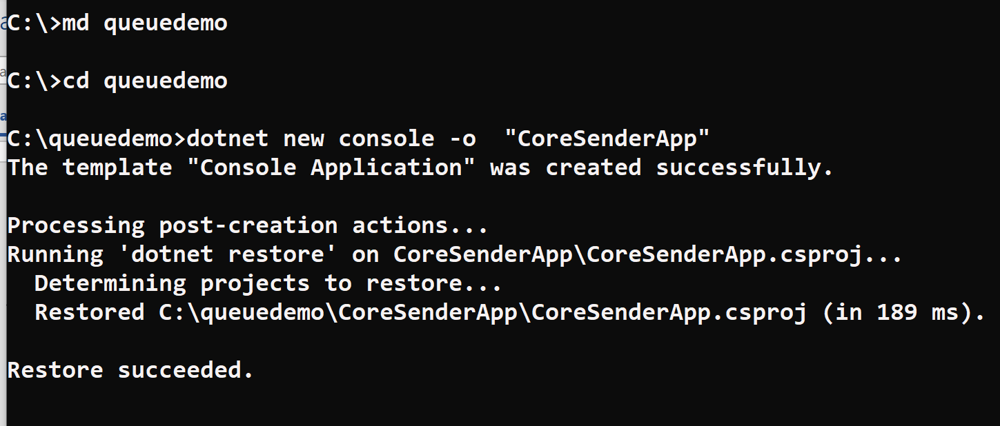 C:\>md queuedemo
C:\>cd queuedemo
C:\queuedemo>dotnet new console -o  "CoreSenderApp"
The template "Console Application" was created successfully.
Processing post-creation actions...
Running 'dotnet restore' on CoreSenderApp\CoreSenderApp.csproj...
  Determining projects to restore...
  Restored C:\queuedemo\CoreSenderApp\CoreSenderApp.csproj (in 189 ms).
Restore succeeded.